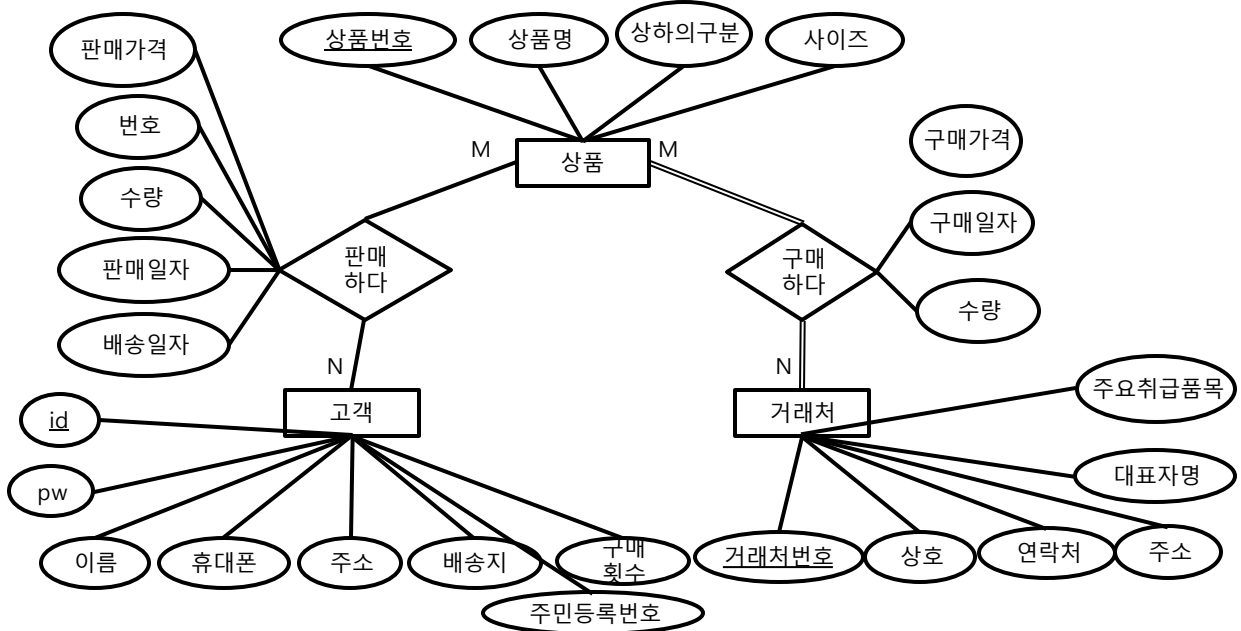 판매가격
상품번호
상품명
상하의구분
사이즈
번호
구매가격
M
상품
M
수량
구매일자
판매일자
판매
하다
구매
하다
배송일자
수량
N
N
주요취급품목
id
고객
거래처
pw
대표자명
이름
휴대폰
주소
배송지
구매
횟수
거래처번호
상호
연락처
주소
주민등록번호